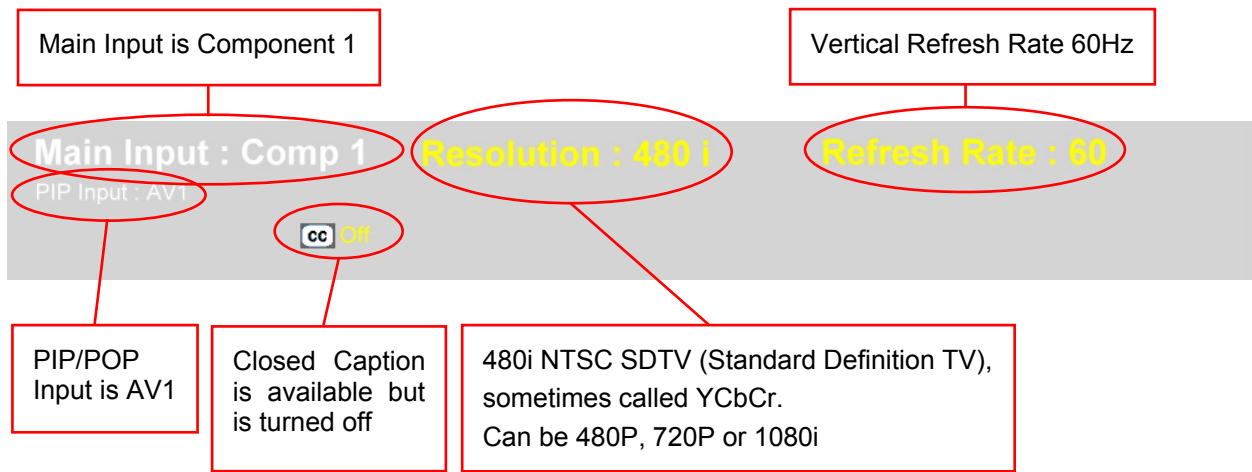 Main Input is Component 1
Vertical Refresh Rate 60Hz
Main Input : Comp 1
Resolution : 480 i
Refresh Rate : 60
PIP Input : AV1
cc Off
PIP/POP
Input is AV1
Closed Caption
is available but
is turned off
480i NTSC SDTV (Standard Definition TV),
sometimes called YCbCr.
Can be 480P, 720P or 1080i